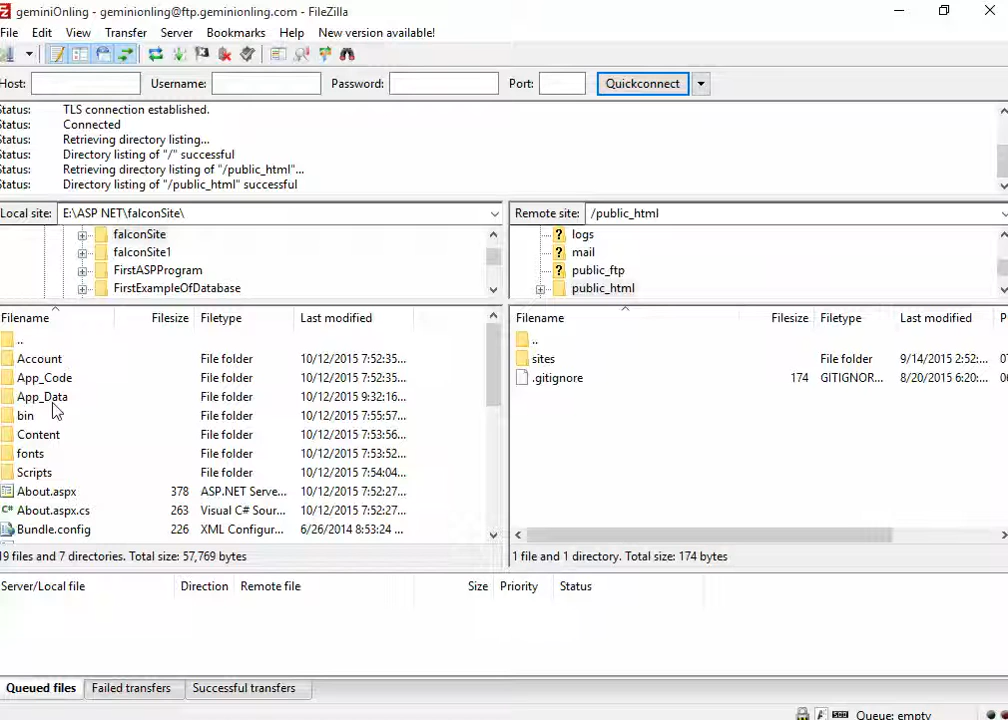 geminiOnling - geminionling@ftp.geminionling.com - FileZilla
File Edit View Transfer Server Bookmarks Help New version available!
Host: Username: Password: Port: Quickconnect
Status: TLS connection established.
Status: Connected
Status: Retrieving directory listing...
Status: Directory listing of "/" successful
Status: Retrieving directory listing of "/public_html"...
Status: Directory listing of "/public_html" successful
Local site: E:\ASP NET\falconSite\
falconSite
falconSite1
FirstASPProgram
FirstExampleOfDatabase
Remote site: /public_html
? logs
? mail
? public_ftp
public_html
Filename Filesize Filetype Last modified
..
Account File folder 10/12/2015 7:52:35...
App_Code File folder 10/12/2015 7:52:35...
App_Data File folder 10/12/2015 9:32:16...
bin File folder 10/12/2015 7:55:57...
Content File folder 10/12/2015 7:53:56...
fonts File folder 10/12/2015 7:53:52...
Scripts File folder 10/12/2015 7:54:04...
About.aspx 378 ASP.NET Serve... 10/12/2015 7:52:27...
About.aspx.cs 263 Visual C# Sour... 10/12/2015 7:52:27...
Bundle.config 226 XML Configur... 6/26/2014 8:53:24 ...
19 files and 7 directories. Total size: 57,769 bytes
Filename Filesize Filetype Last modified P
..
sites File folder 9/14/2015 2:52:... 07
.gitignore 174 GITIGNOR... 8/20/2015 6:20:... 06
1 file and 1 directory. Total size: 174 bytes
Server/Local file Direction Remote file Size Priority Status
Queued files Failed transfers Successful transfers
Queue: empty